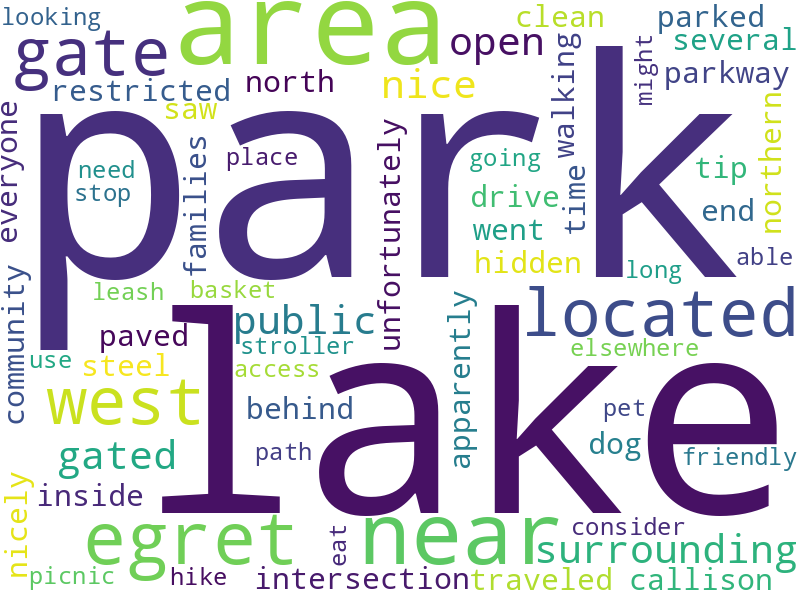 looking
area
clean
parked
gate
open
several
restricted
north
nice
walking
might
parkway
saw
park
everyone
need
stop
families
place
unfortunately
going
drive
went
hidden
time
tip
end
northern
able
long
community
leash
basket
public
located
paved
stroller
use
steel
access
elsewhere
lake
west
behind
apparently
pet
dog
friendly
gated
path
inside
nicely
egret
near
eat
consider
surrounding
picnic
hike
intersection
traveled
callison